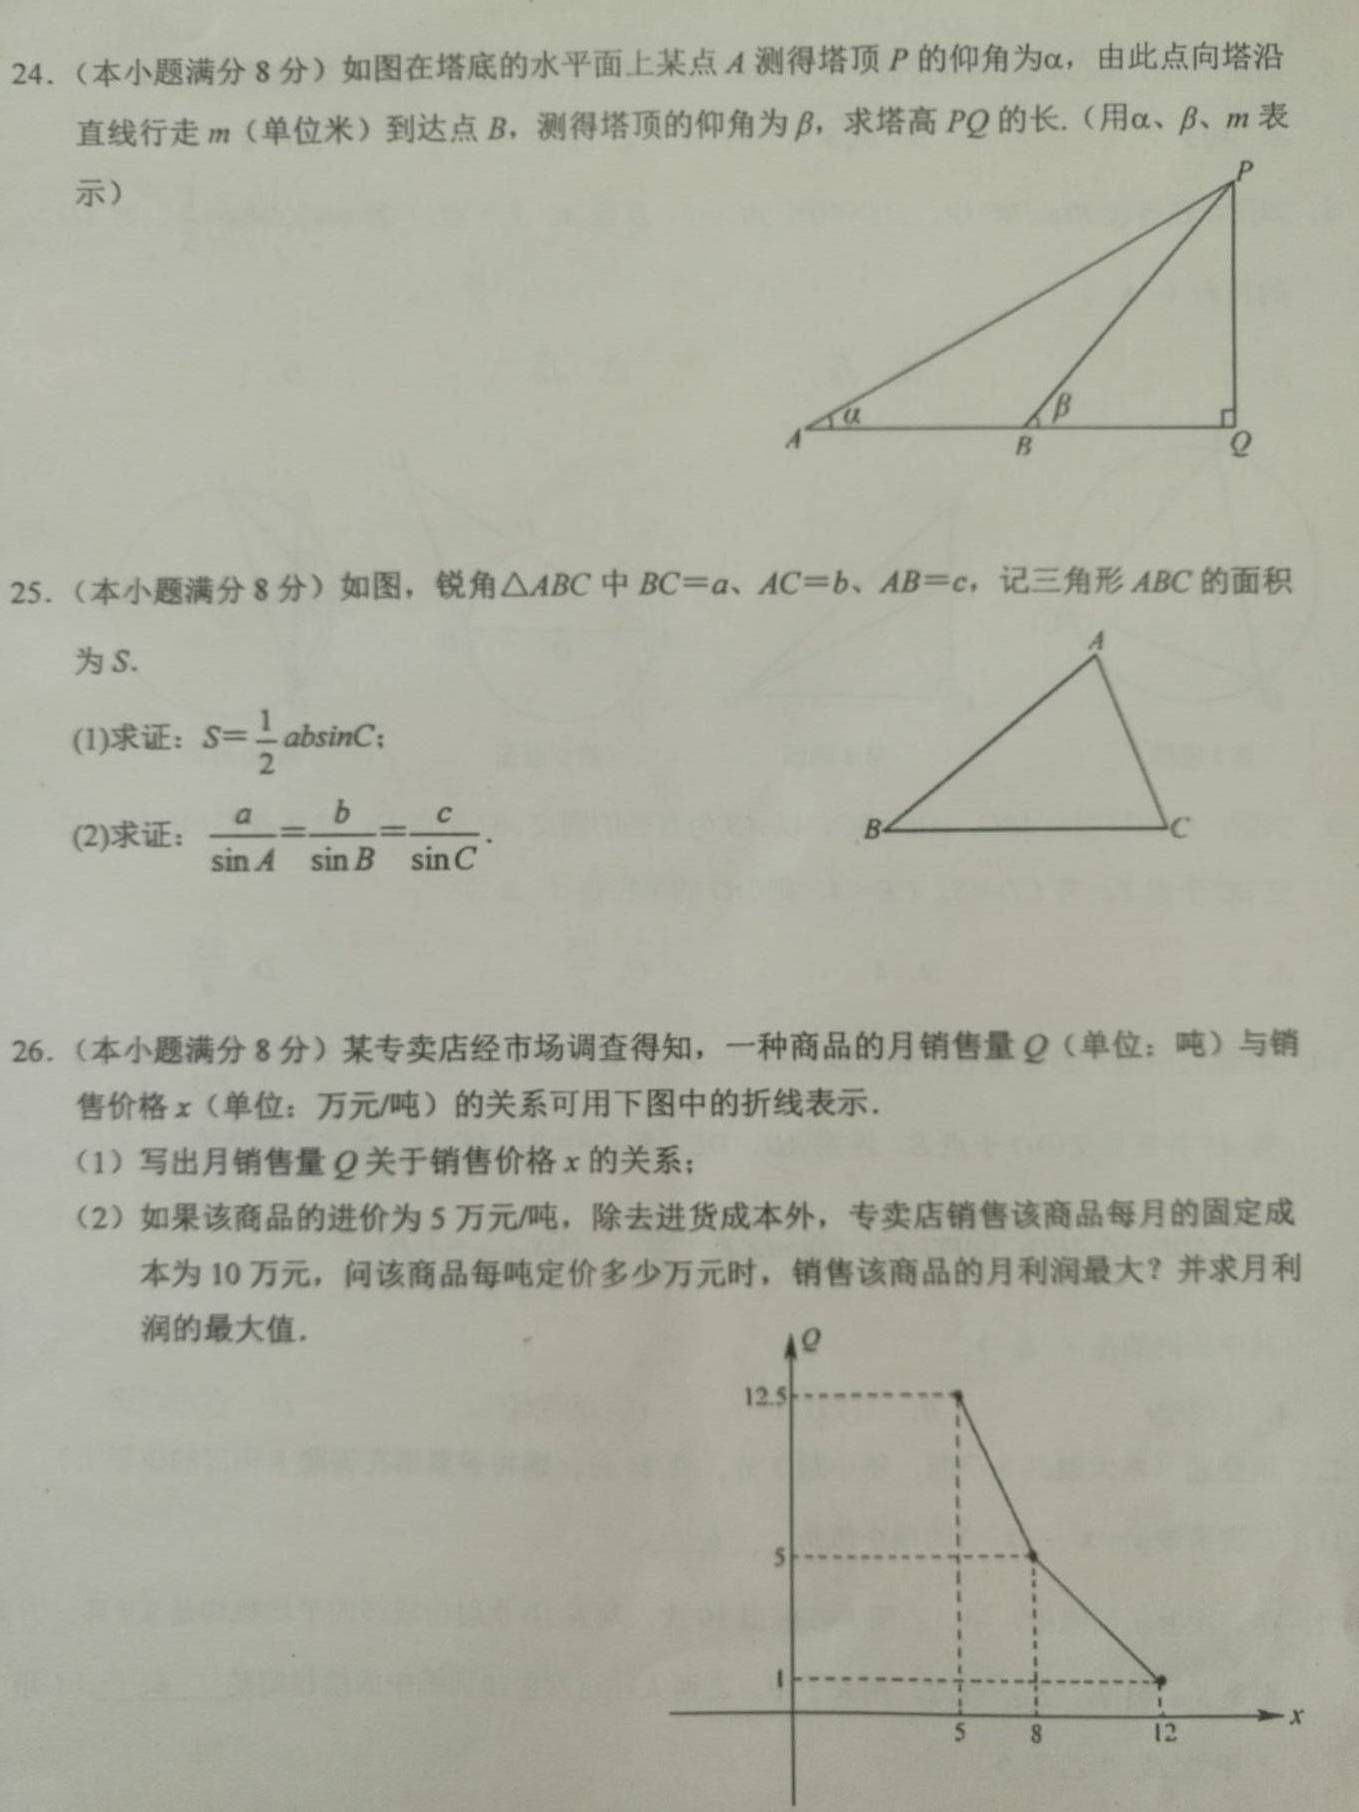 24.（本小题满分 8 分）如图在塔底的水平面上某点 A 测得塔顶 P 的仰角为α，由此点向塔沿
直线行走 m（单位米）到达点 B，测得塔顶的仰角为 β，求塔高 PQ 的长.（用α、β、m 表
示）
P
α
β
A
B
Q
25.（本小题满分 8 分）如图，锐角△ABC 中 BC＝a、AC＝b、AB＝c，记三角形 ABC 的面积
为 S.
A
B
C
(1)求证：S＝1/2 absinC；
(2)求证：a/sin A＝b/sin B＝c/sin C.
26.（本小题满分 8 分）某专卖店经市场调查得知，一种商品的月销售量 Q（单位：吨）与销
售价格 x（单位：万元/吨）的关系可用下图中的折线表示．
（1）写出月销售量 Q 关于销售价格 x 的关系；
（2）如果该商品的进价为 5 万元/吨，除去进货成本外，专卖店销售该商品每月的固定成
本为 10 万元，问该商品每吨定价多少万元时，销售该商品的月利润最大？并求月利
润的最大值．
Q
12.5
5
1
5 8 12 x